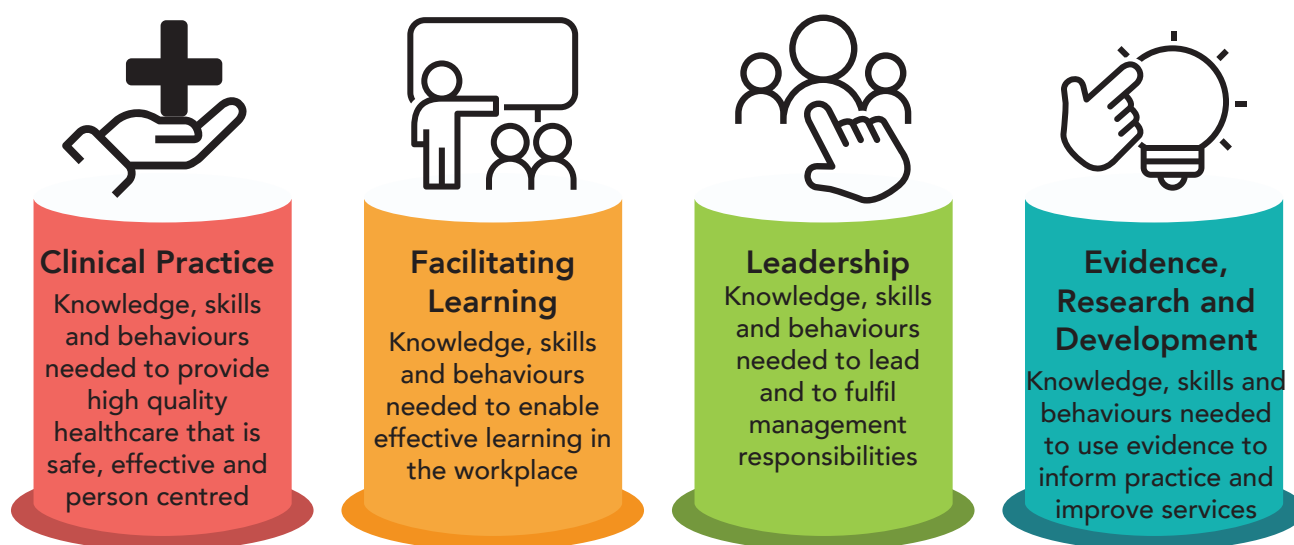 Clinical Practice
Knowledge, skills
and behaviours
needed to provide
high quality
healthcare that is
safe, effective and
person centred
Facilitating
Learning
Knowledge, skills
and behaviours
needed to enable
effective learning in
the workplace
Leadership
Knowledge, skills
and behaviours
needed to lead
and to fulfil
management
responsibilities
Evidence,
Research and
Development
Knowledge, skills and
behaviours needed
to use evidence to
inform practice and
improve services